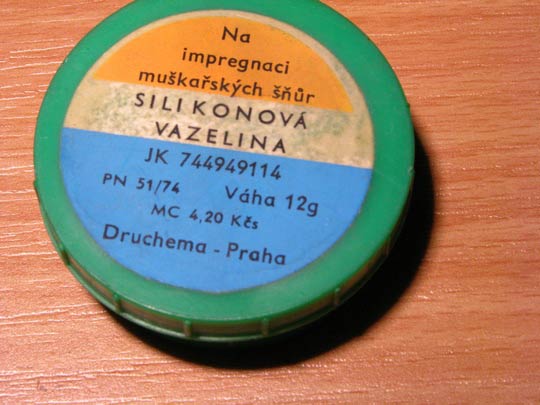 Na
impregnaci
muškařských šňůr
SILIKONOVÁ
VAZELINA
JK 744949114
PN 51/74 Váha 12g
MC 4,20 Kčs
Druchema - Praha